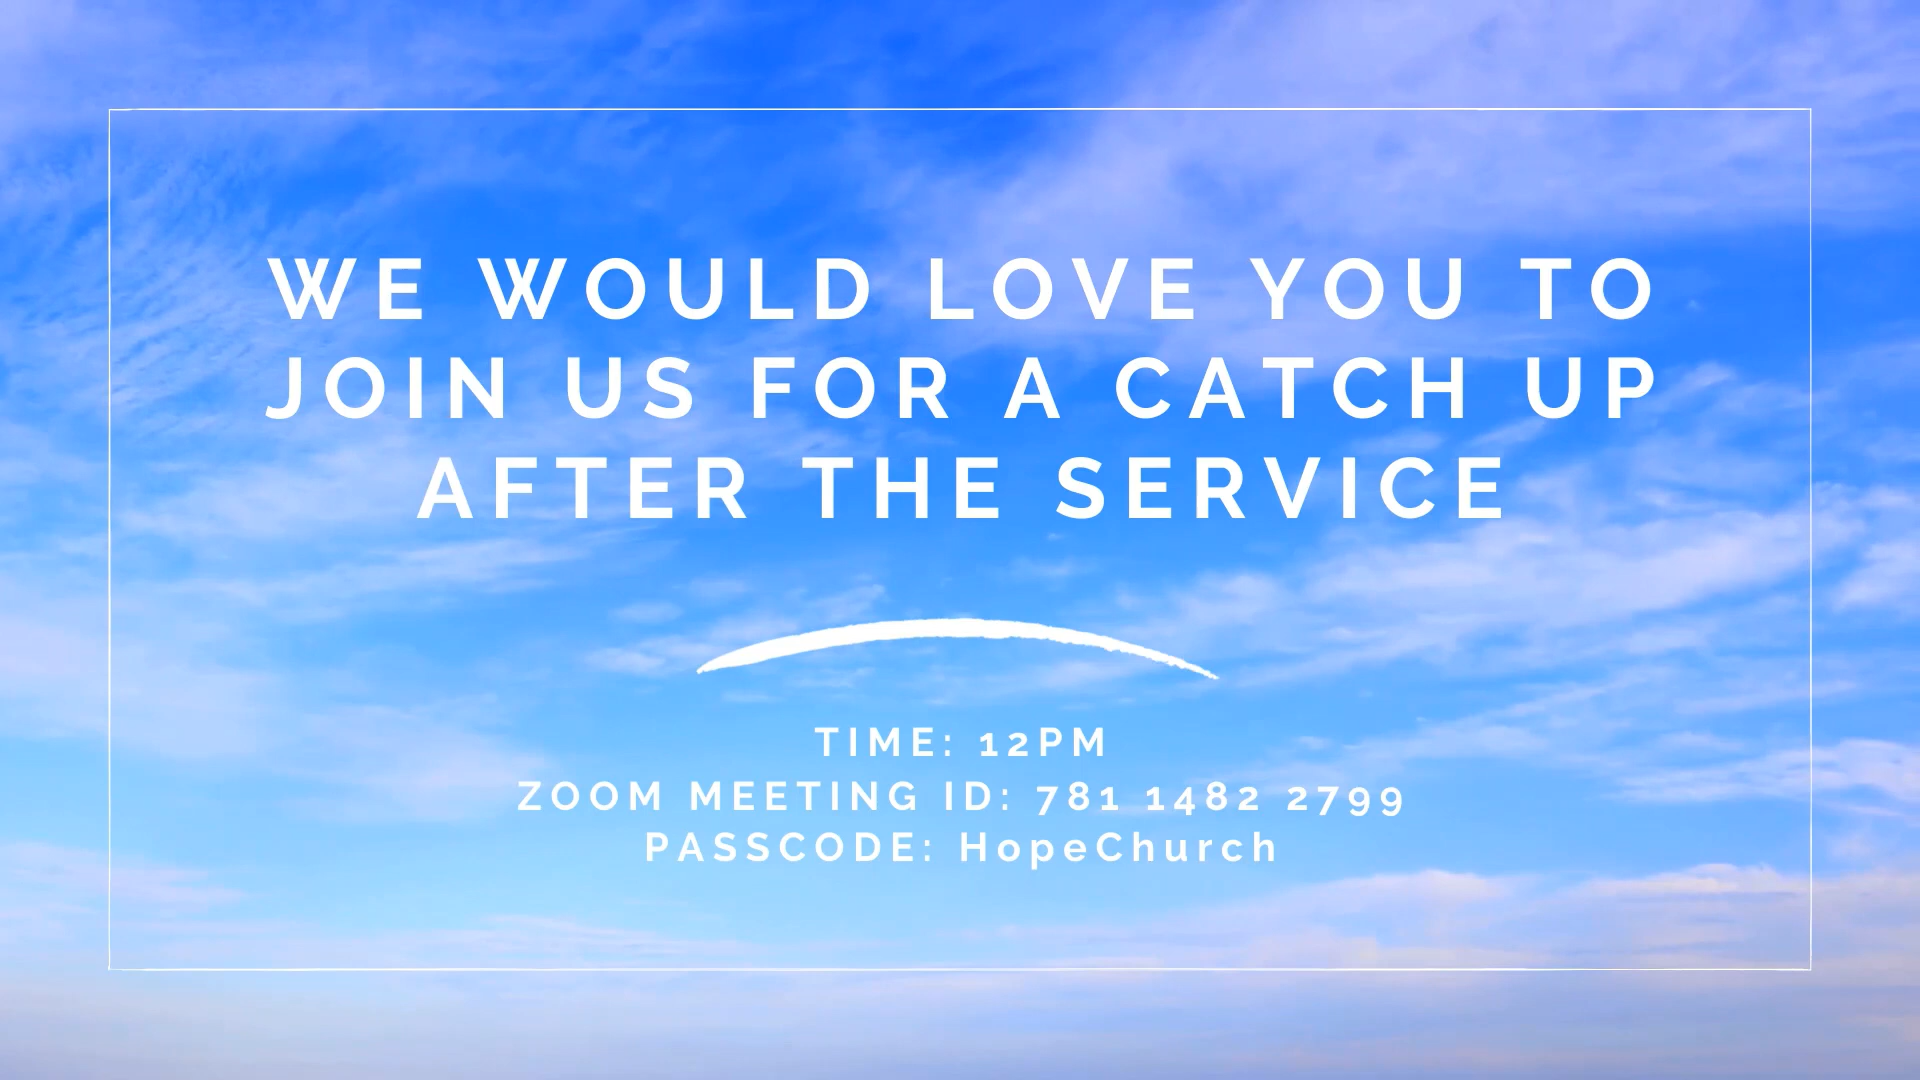 WE WOULD LOVE YOU TO
JOIN US FOR A CATCH UP
AFTER THE SERVICE
TIME: 12PM
ZOOM MEETING ID: 781 1482 2799
PASSCODE: HopeChurch